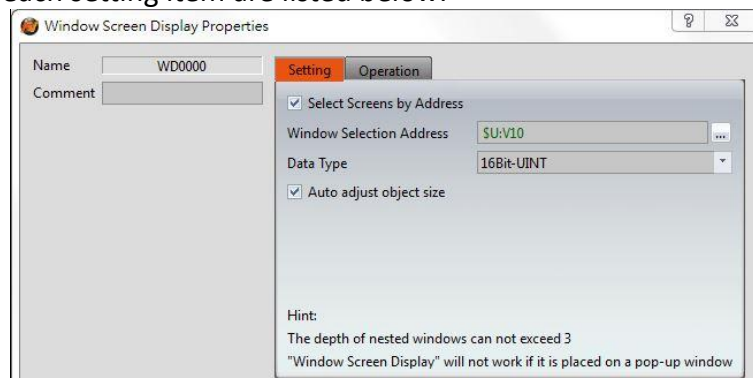 each setting item are listed below:
Window Screen Display Properties
Name WD0000
Comment
Setting Operation
Select Screens by Address
Window Selection Address $U:V10 ...
Data Type 16Bit-UINT
Auto adjust object size
Hint:
The depth of nested windows can not exceed 3
"Window Screen Display" will not work if it is placed on a pop-up window